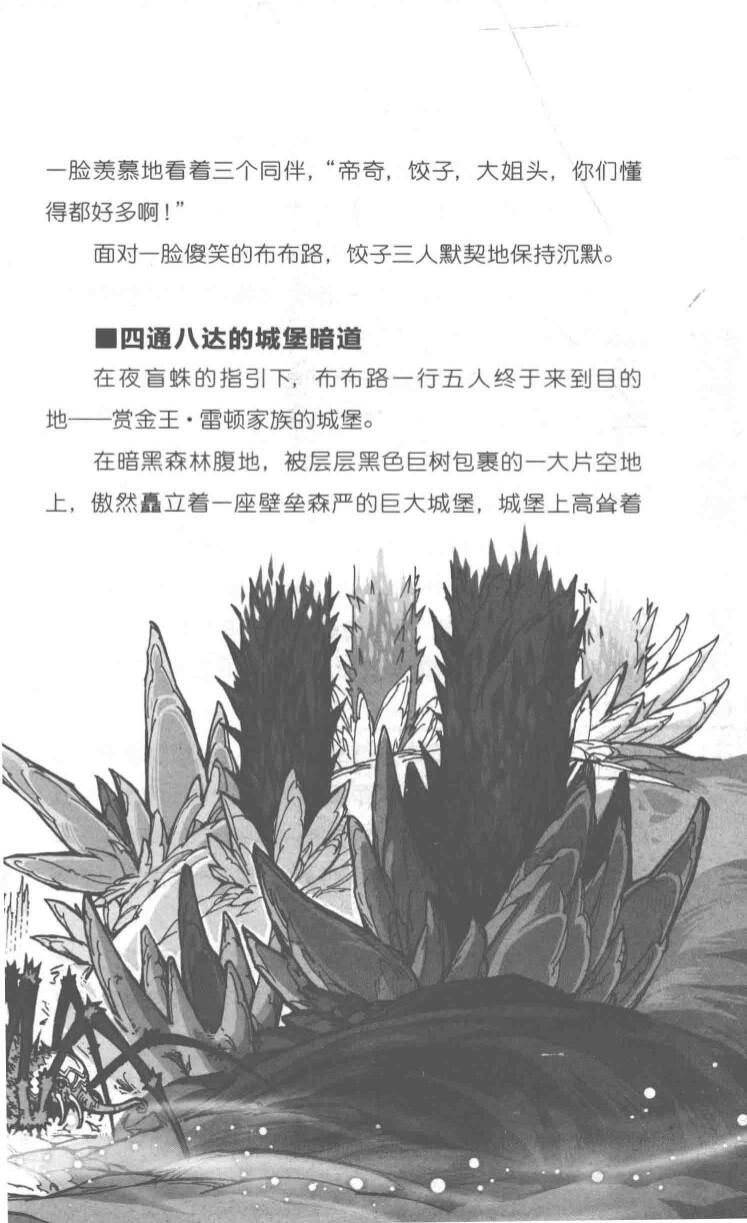 一脸羡慕地看着三个同伴，“帝奇，饺子，大姐头，你们懂
得都好多啊！”
面对一脸傻笑的布布路，饺子三人默契地保持沉默。
■四通八达的城堡暗道
在夜盲蛛的指引下，布布路一行五人终于来到目的
地——赏金王·雷顿家族的城堡。
在暗黑森林腹地，被层层黑色巨树包裹的一大片空地
上，傲然矗立着一座壁垒森严的巨大城堡，城堡上高耸着